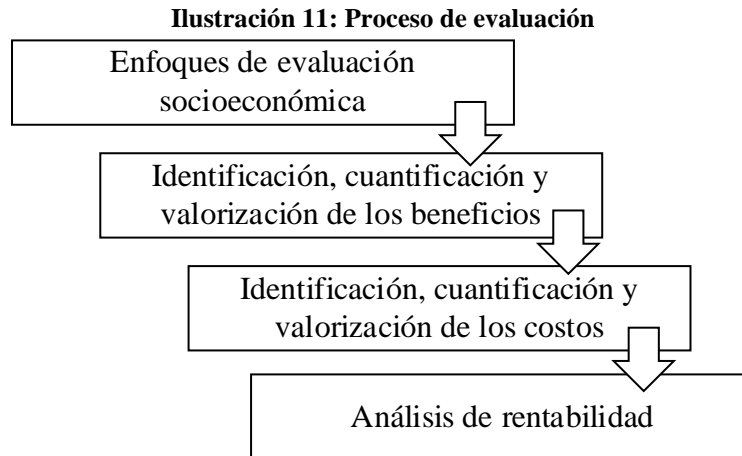 Ilustración 11: Proceso de evaluación
Enfoques de evaluación
socioeconómica
Identificación, cuantificación y
valorización de los beneficios
Identificación, cuantificación y
valorización de los costos
Análisis de rentabilidad